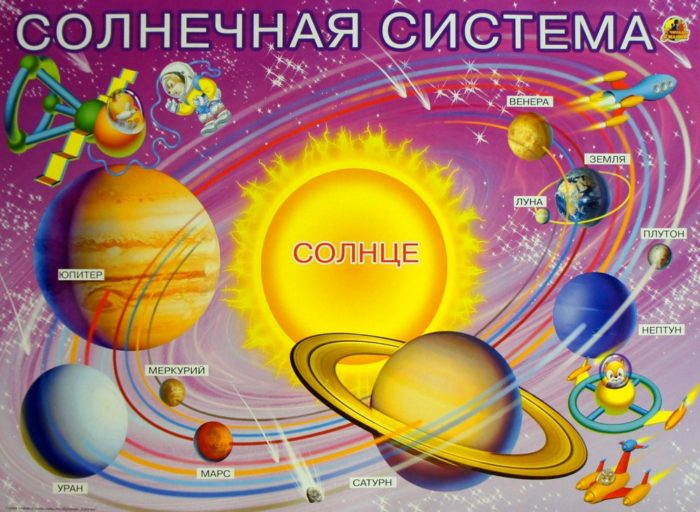 СОЛНЕЧНАЯ СИСТЕМА
ВЕНЕРА
ЗЕМЛЯ
ЛУНА
ПЛУТОН
СОЛНЦЕ
ЮПИТЕР
НЕПТУН
МЕРКУРИЙ
МАРС
САТУРН
УРАН